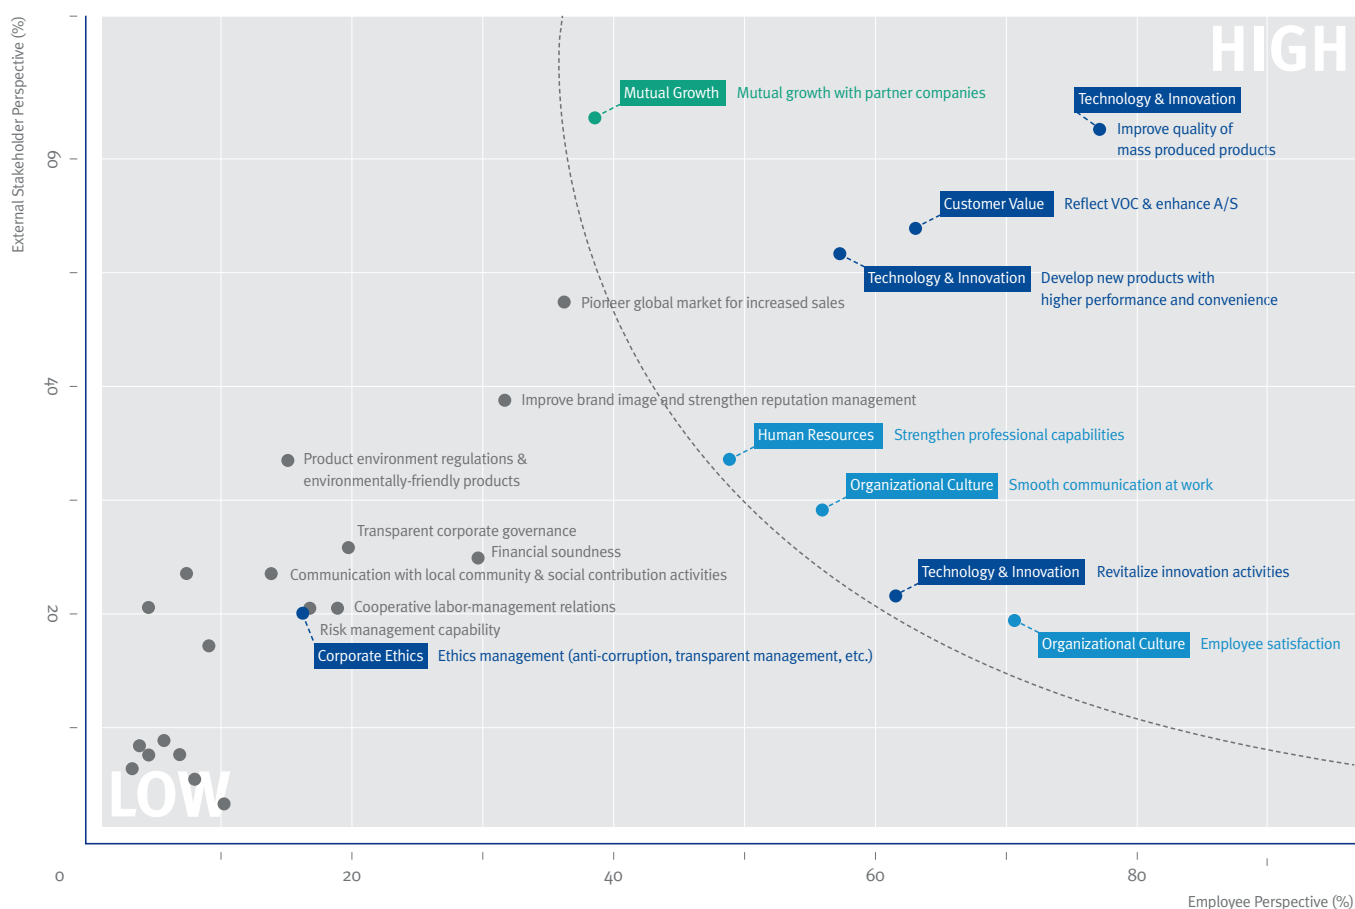 External Stakeholder Perspective (%)
HIGH
Mutual Growth Mutual growth with partner companies
Technology & Innovation
Improve quality of
mass produced products
60
Customer Value Reflect VOC & enhance A/S
Technology & Innovation Develop new products with
higher performance and convenience
Pioneer global market for increased sales
40
Improve brand image and strengthen reputation management
Human Resources Strengthen professional capabilities
Product environment regulations &
environmentally-friendly products
Organizational Culture Smooth communication at work
Transparent corporate governance
Financial soundness
Communication with local community & social contribution activities
Technology & Innovation Revitalize innovation activities
20
Cooperative labor-management relations
Risk management capability
Corporate Ethics Ethics management (anti-corruption, transparent management, etc.)
Organizational Culture Employee satisfaction
LOW
0 20 40 60 80
Employee Perspective (%)